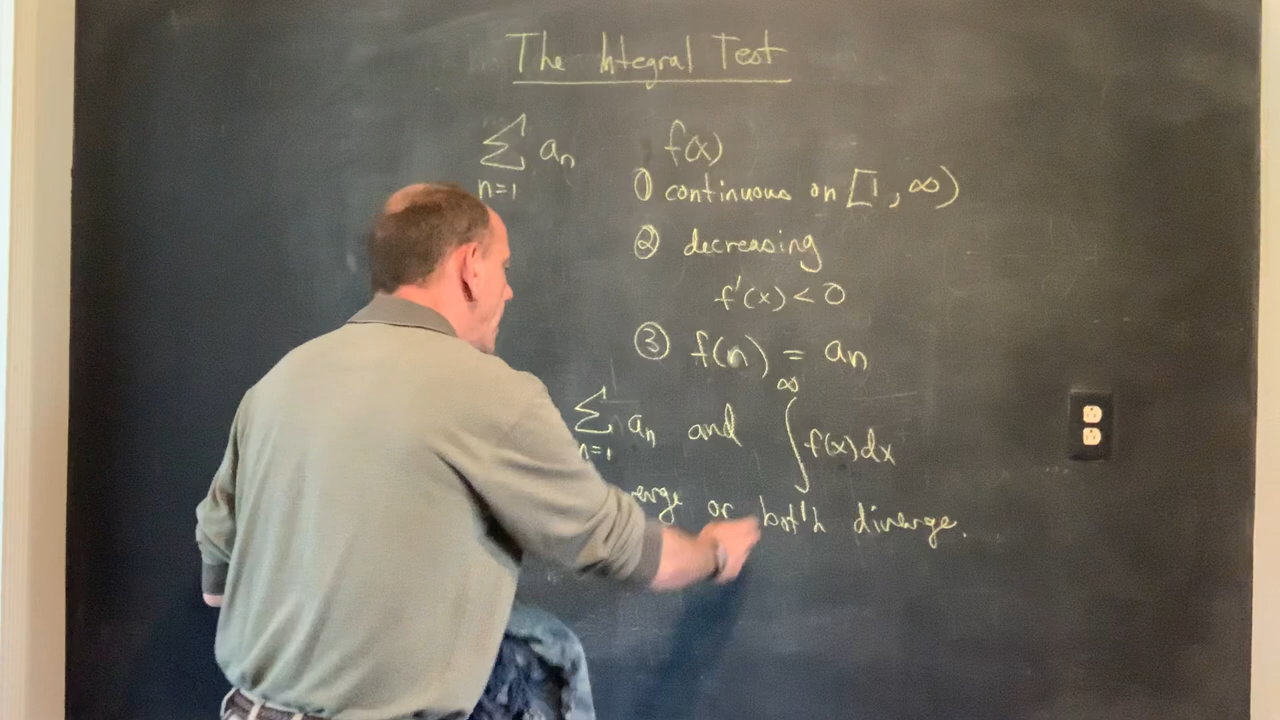 The Integral Test
∑ aₙ f(x)
n=1
① continuous on [1, ∞)
② decreasing
f'(x) < 0
③ f(n) = aₙ
∞
∑ aₙ and ∫ f(x)dx
n=1
or both diverge.